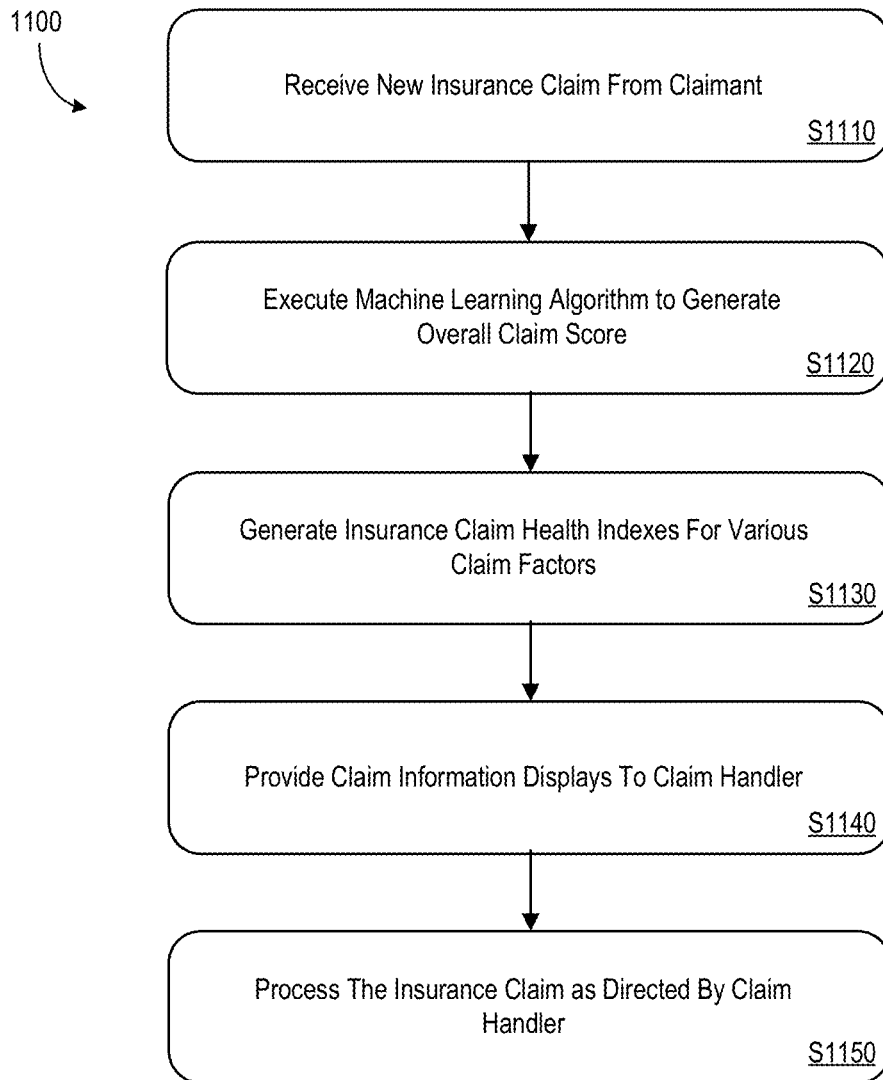 1100
Receive New Insurance Claim From Claimant
S1110
Execute Machine Learning Algorithm to Generate
Overall Claim Score
S1120
Generate Insurance Claim Health Indexes For Various
Claim Factors
S1130
Provide Claim Information Displays To Claim Handler
S1140
Process The Insurance Claim as Directed By Claim
Handler
S1150